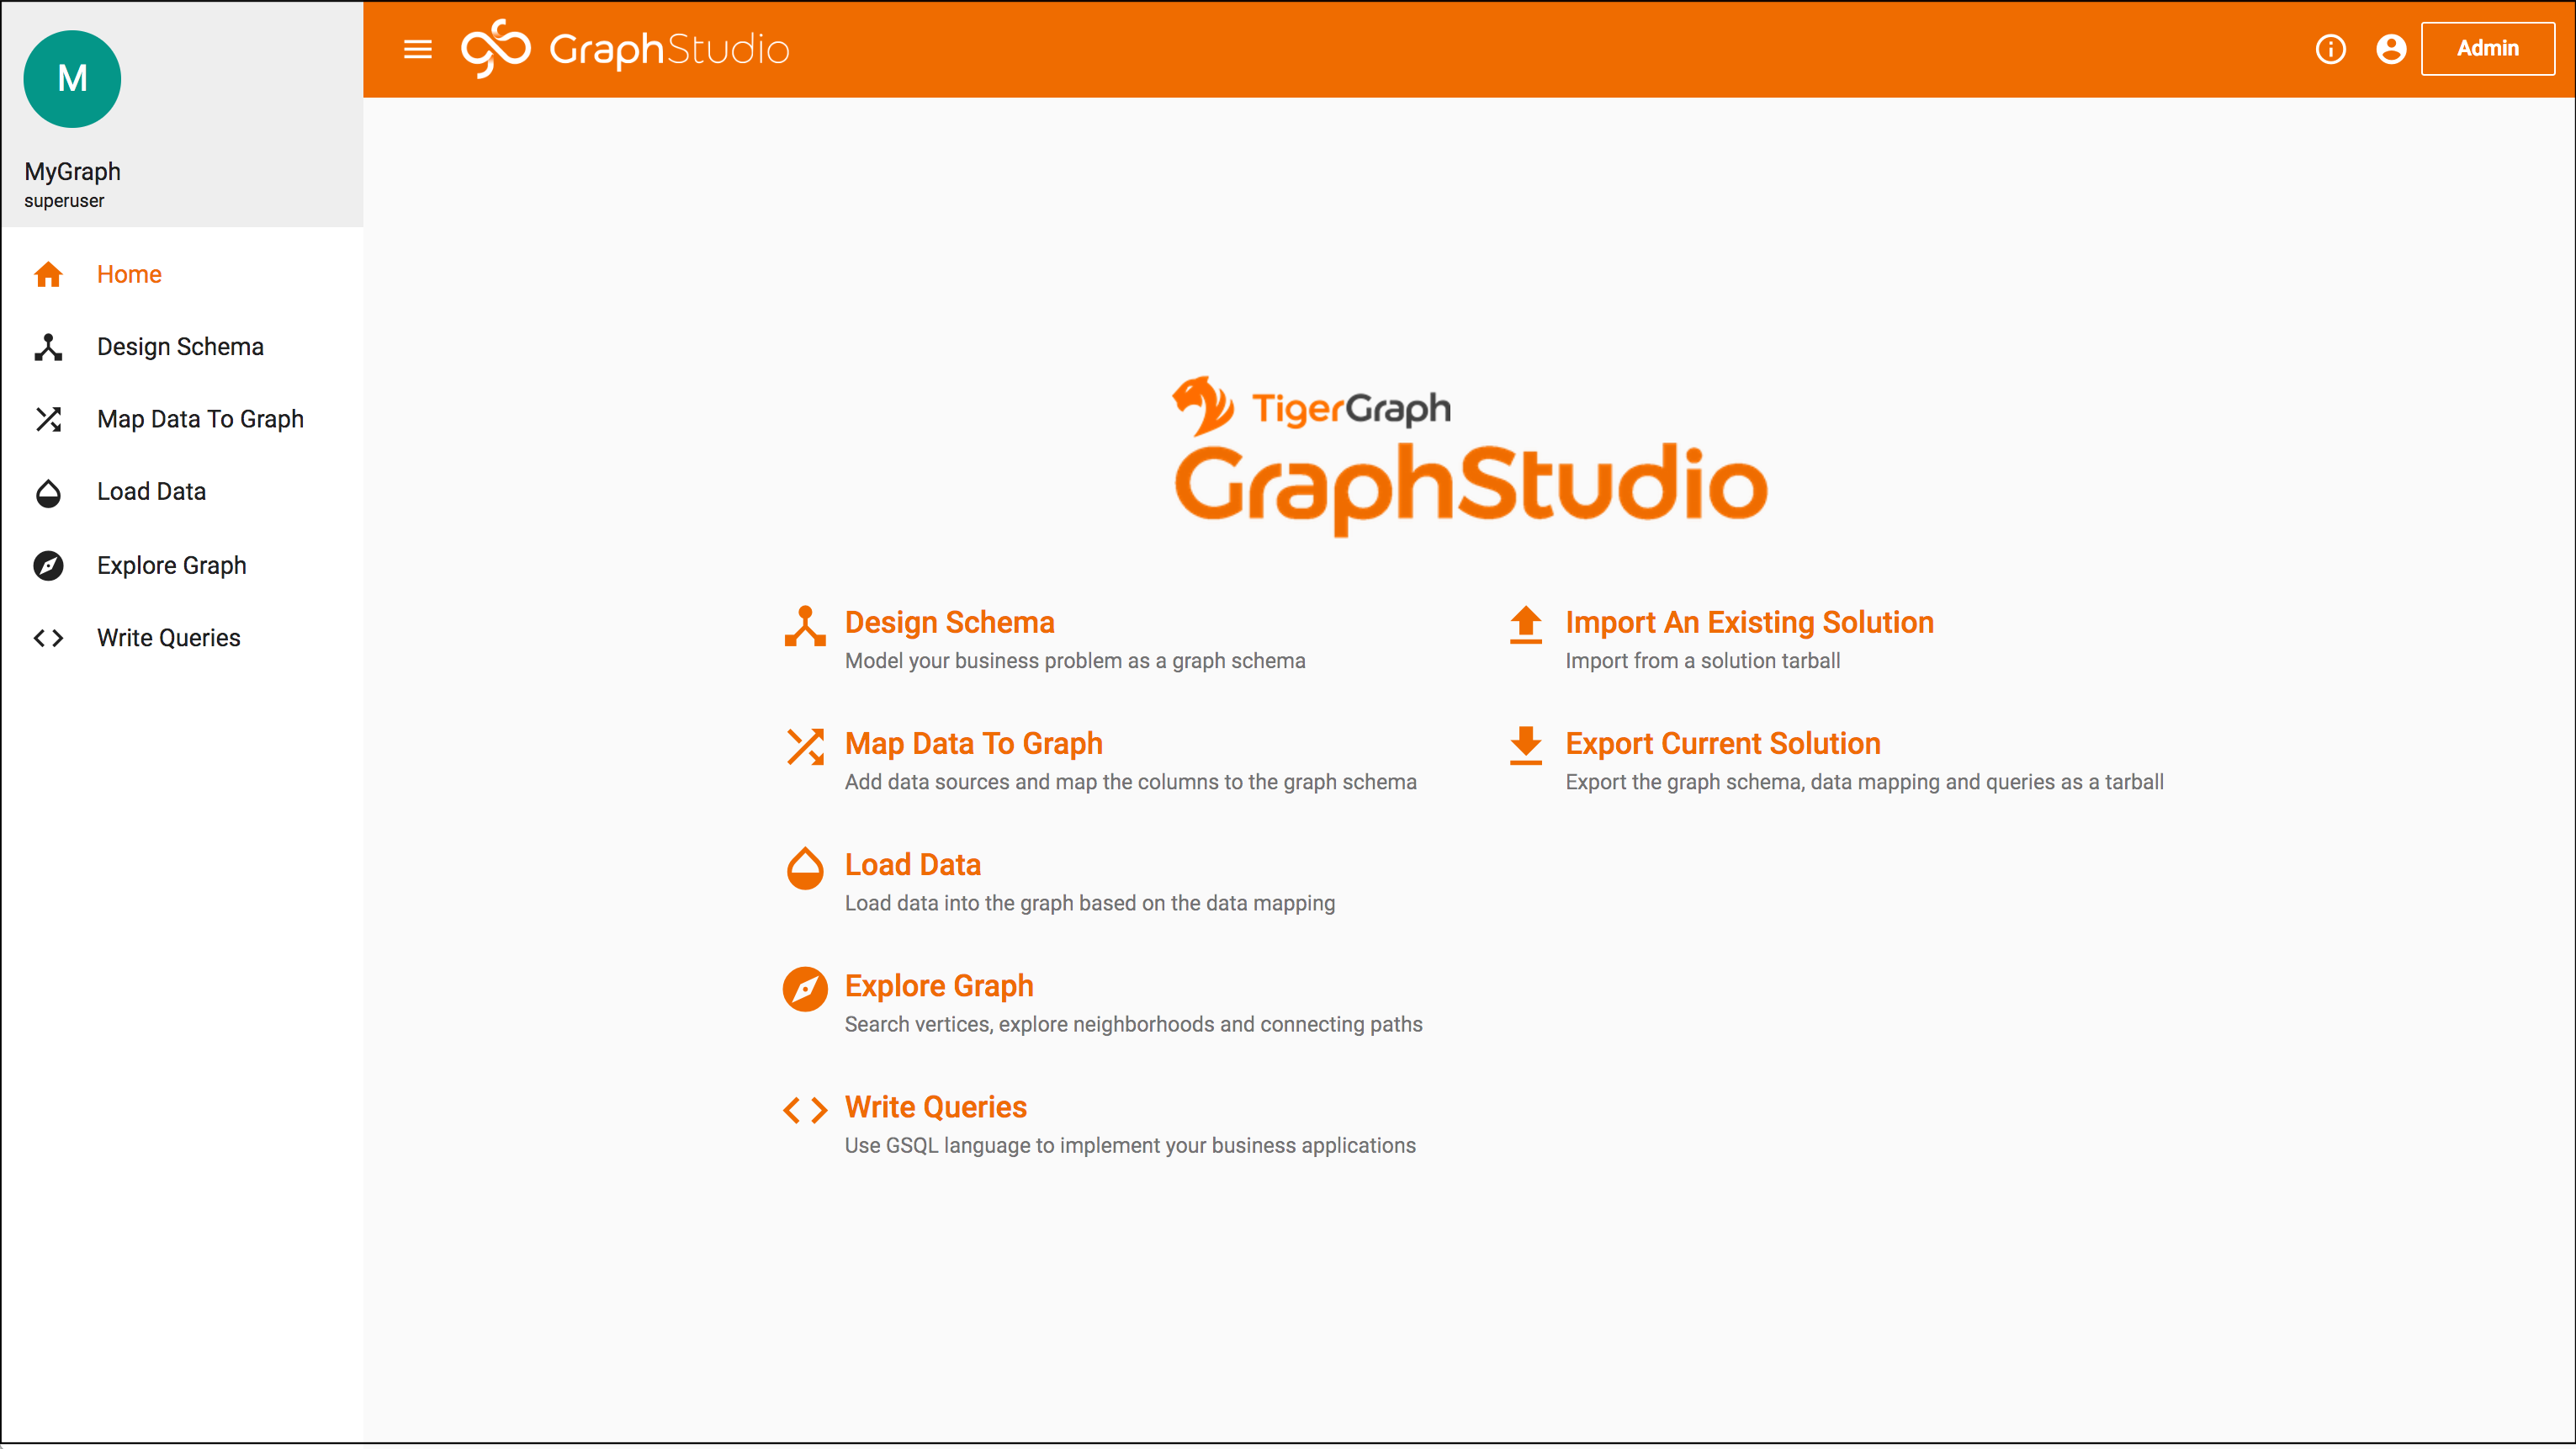 M
MyGraph
superuser
Home
Design Schema
Map Data To Graph
Load Data
Explore Graph
Write Queries
GraphStudio
Admin
TigerGraph
GraphStudio
Design Schema
Model your business problem as a graph schema
Map Data To Graph
Add data sources and map the columns to the graph schema
Load Data
Load data into the graph based on the data mapping
Explore Graph
Search vertices, explore neighborhoods and connecting paths
Write Queries
Use GSQL language to implement your business applications
Import An Existing Solution
Import from a solution tarball
Export Current Solution
Export the graph schema, data mapping and queries as a tarball